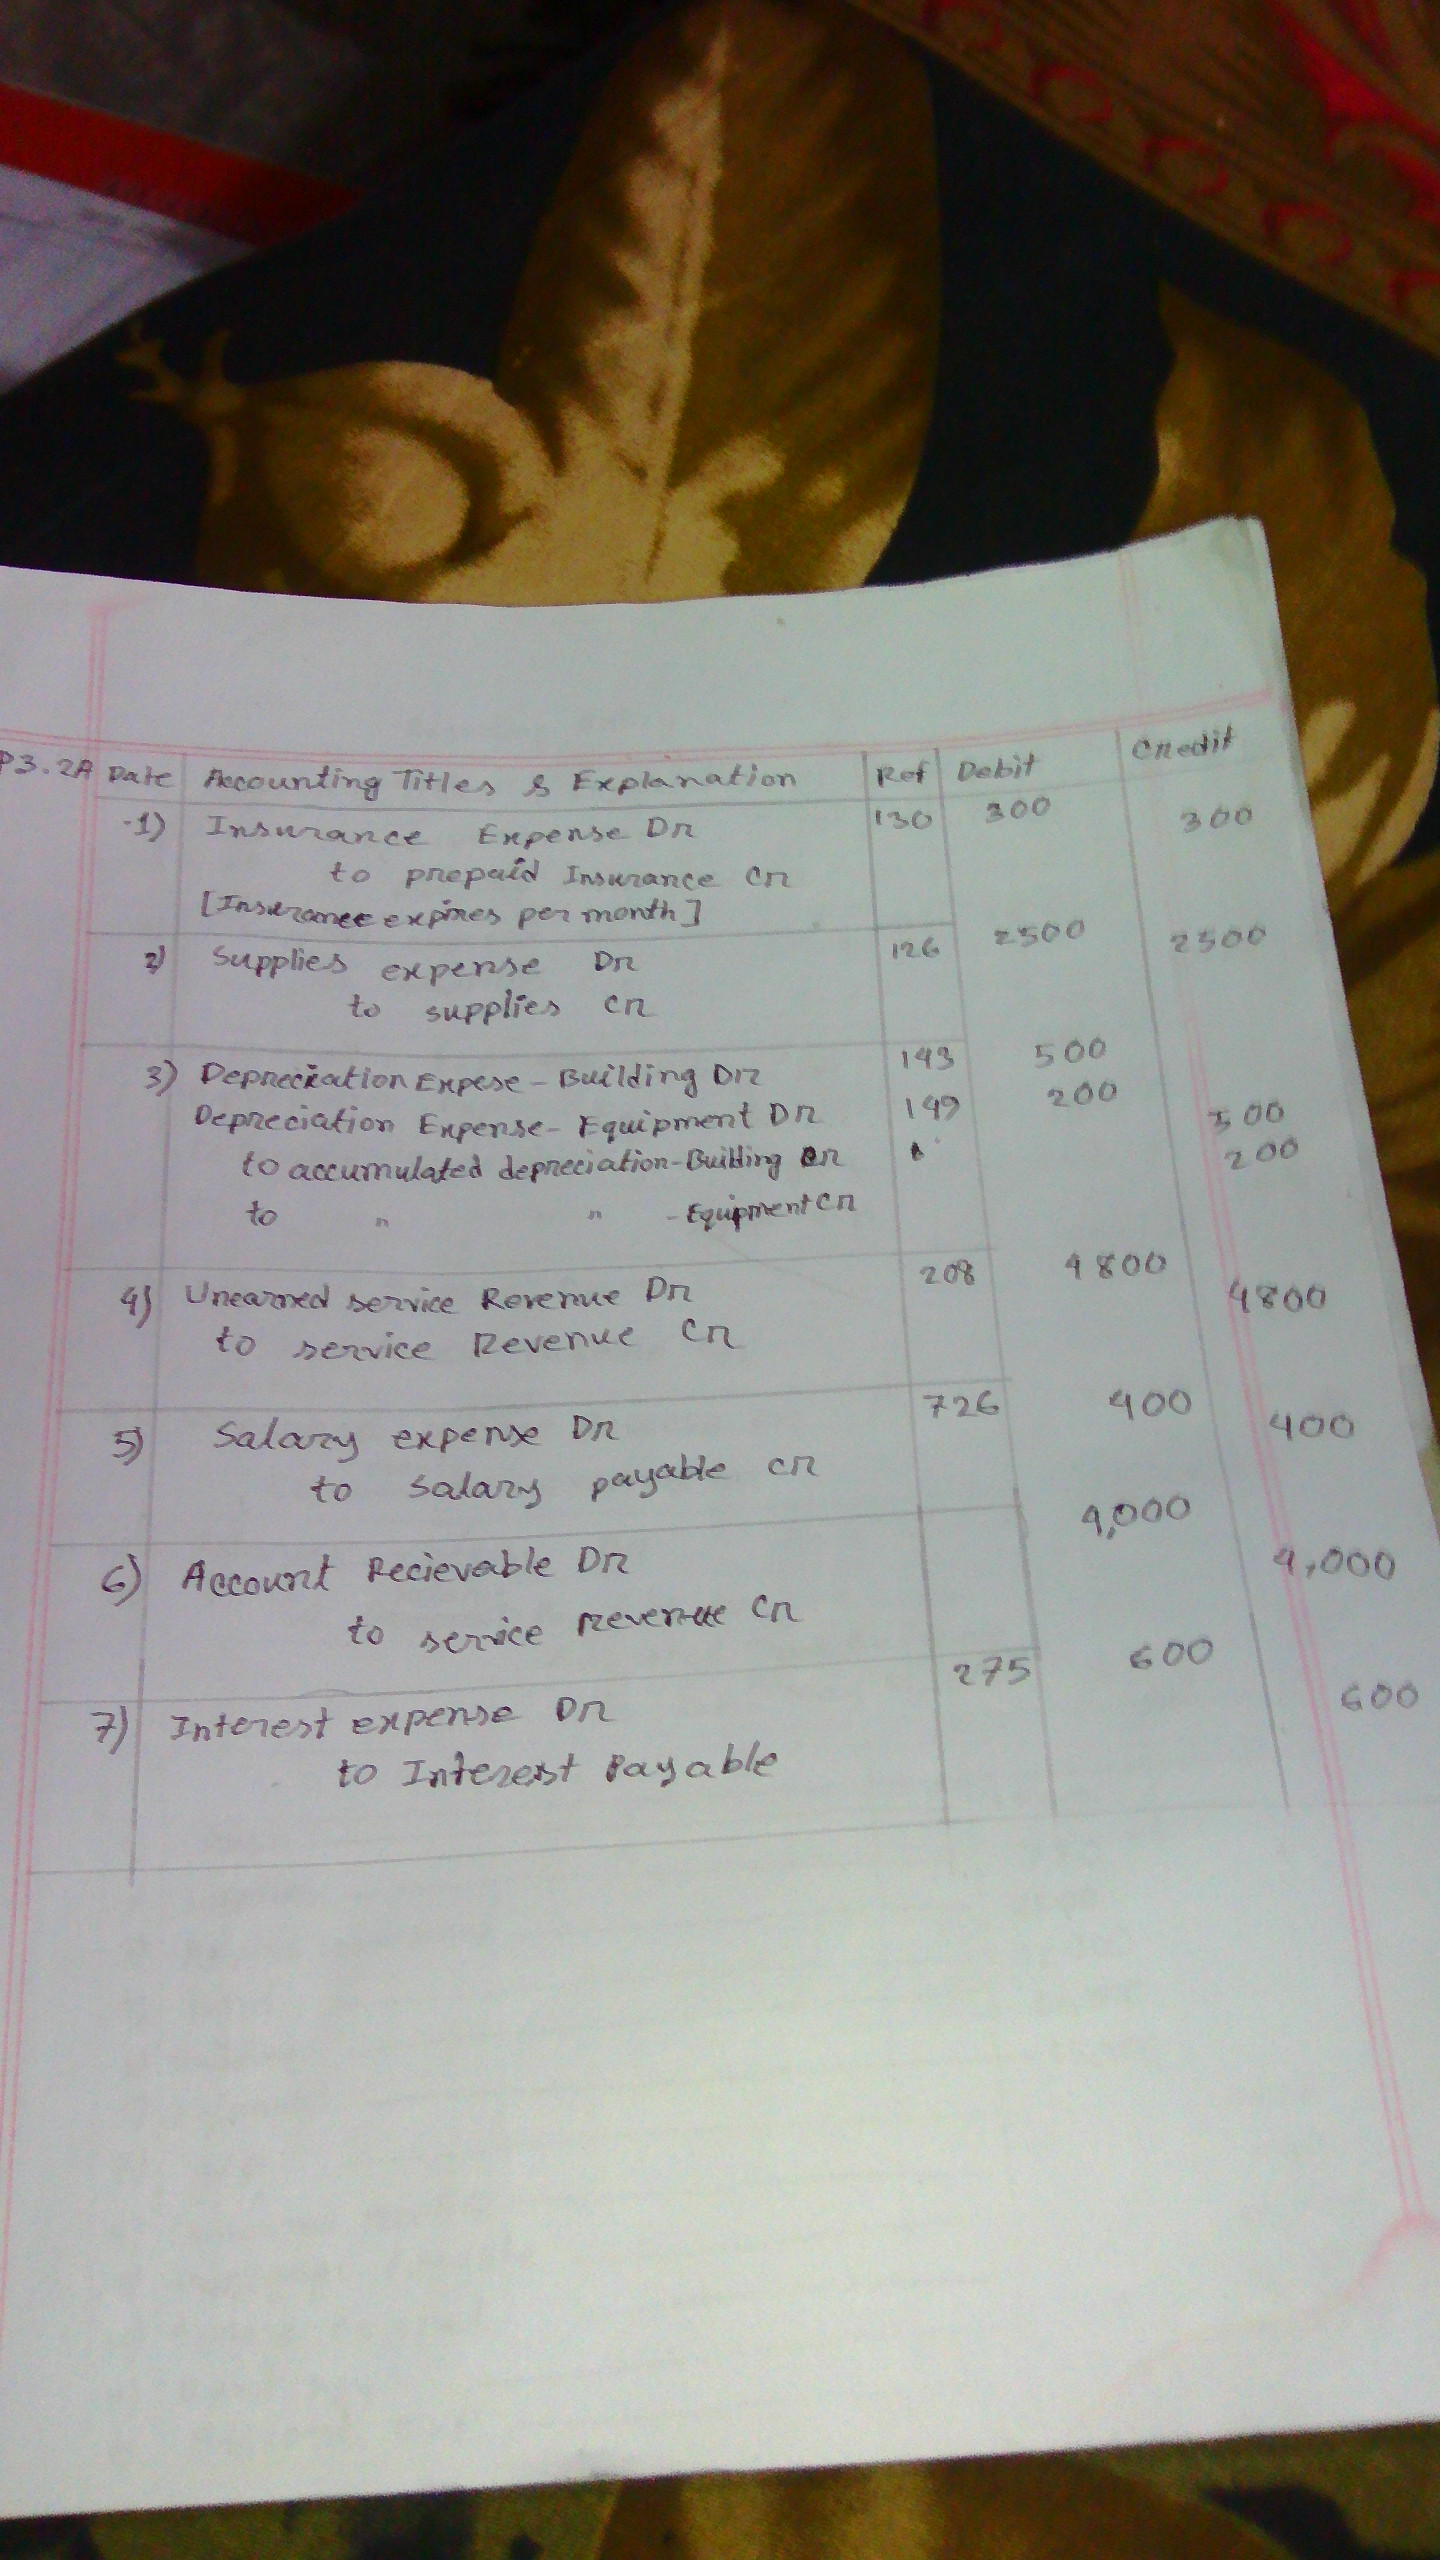 P3.2A Date Accounting Titles & Explanation Ref Debit Credit
1) Insurance Expense Dr 130 300 300
to prepaid Insurance Cr
[Insurance expires per month]
2) Supplies expense Dr 126 2500 2500
to supplies Cr
3) Depreciation Expese - Building Dr 143 500
Depreciation Expense - Equipment Dr 149 200 500
to accumulated depreciation - Building Cr 200
to " " - Equipment Cr
4) Unearned service Revenue Dr 208 4800 4800
to service Revenue Cr
5) Salary expense Dr 726 400 400
to salary payable Cr
6) Account Recievable Dr 4,000 4,000
to service Revenue Cr
7) Interest expense Dr 275 600 600
to Interest Payable